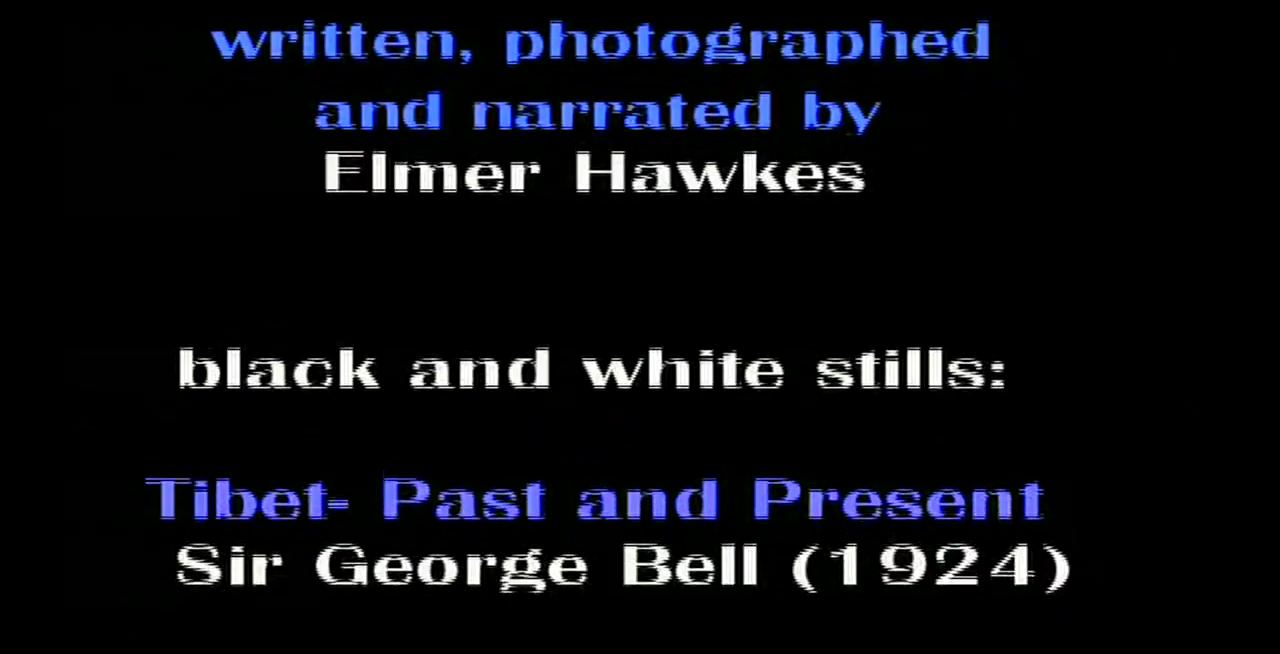 written, photographed
and narrated by
Elmer Hawkes
black and white stills:
Tibet- Past and Present
Sir George Bell (1924)